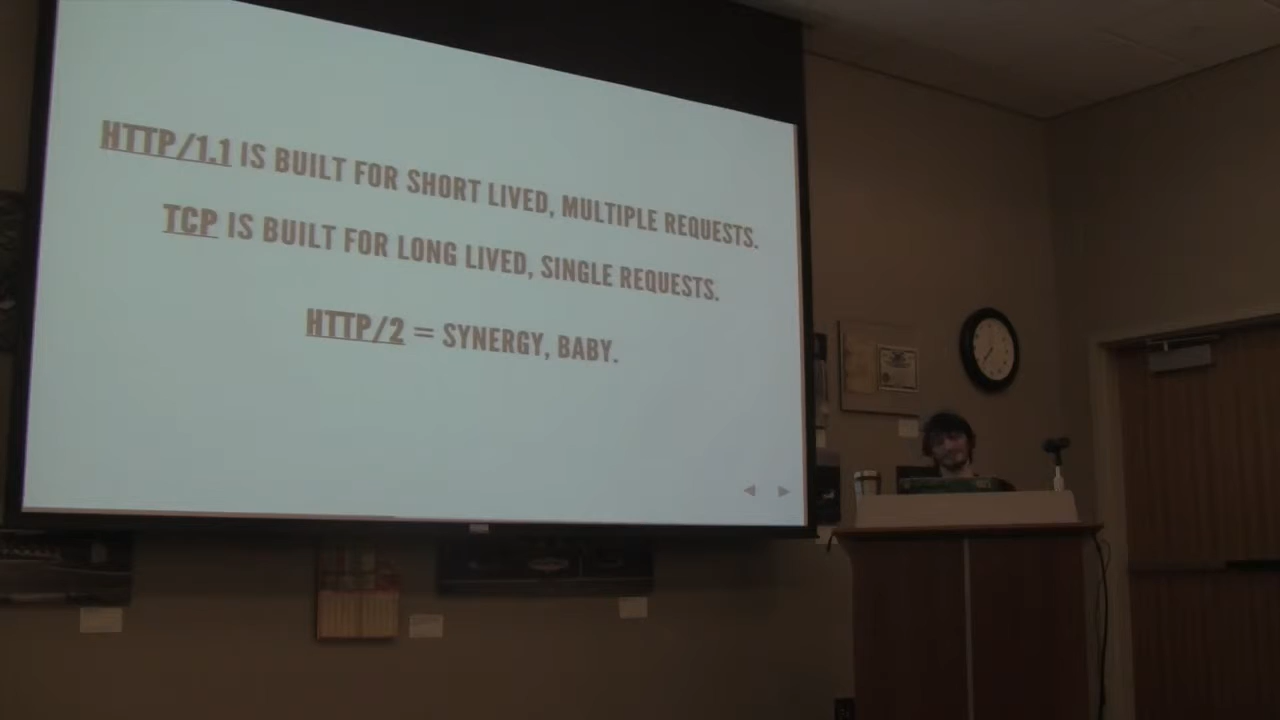 HTTP/1.1 IS BUILT FOR SHORT LIVED, MULTIPLE REQUESTS.
TCP IS BUILT FOR LONG LIVED, SINGLE REQUESTS.
HTTP/2 = SYNERGY, BABY.